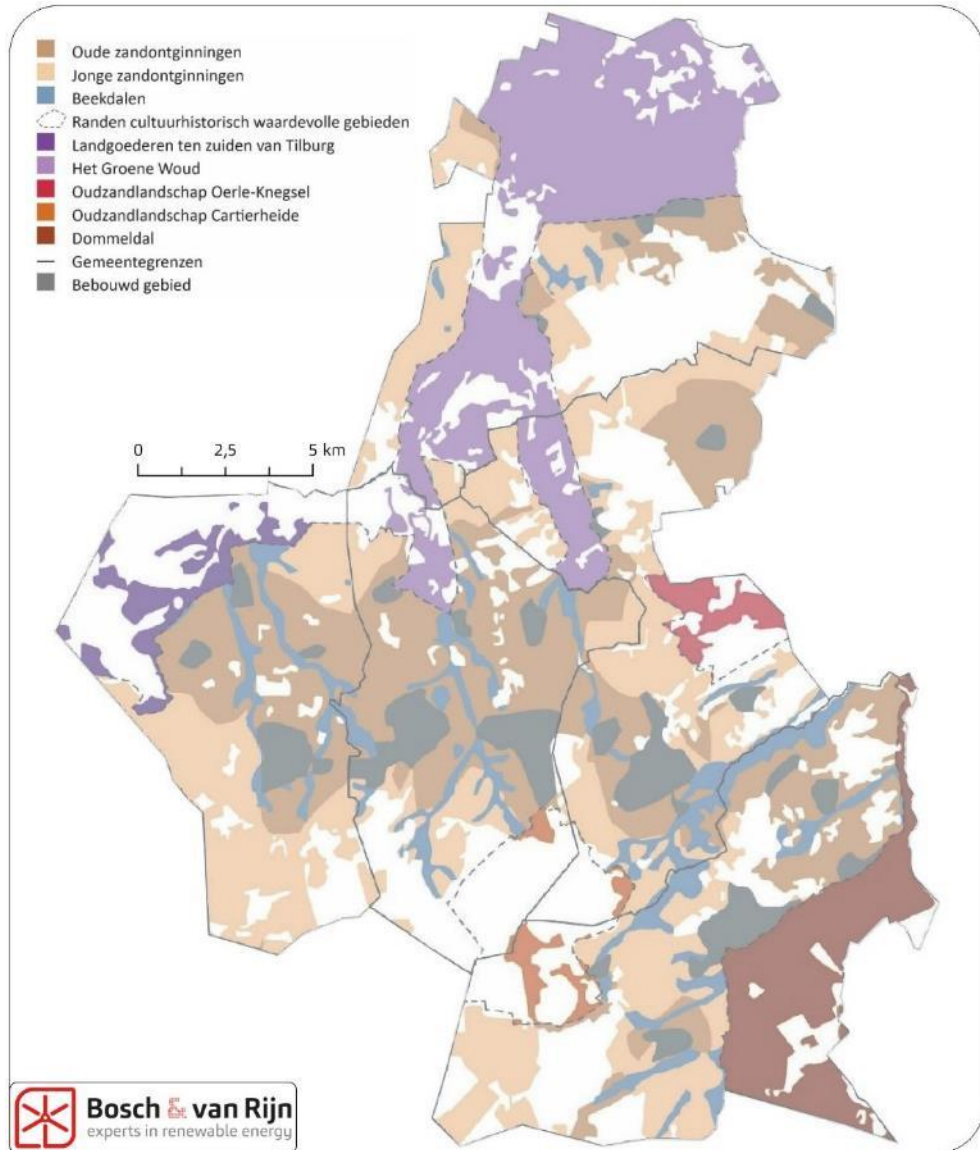 Oude zandontginningen
Jonge zandontginningen
Beekdalen
Randen cultuurhistorisch waardevolle gebieden
Landgoederen ten zuiden van Tilburg
Het Groene Woud
Oudzandlandschap Oerle-Knegsel
Oudzandlandschap Cartierheide
Dommeldal
Gemeentegrenzen
Bebouwd gebied
0 2,5 5 km
Bosch & van Rijn
experts in renewable energy